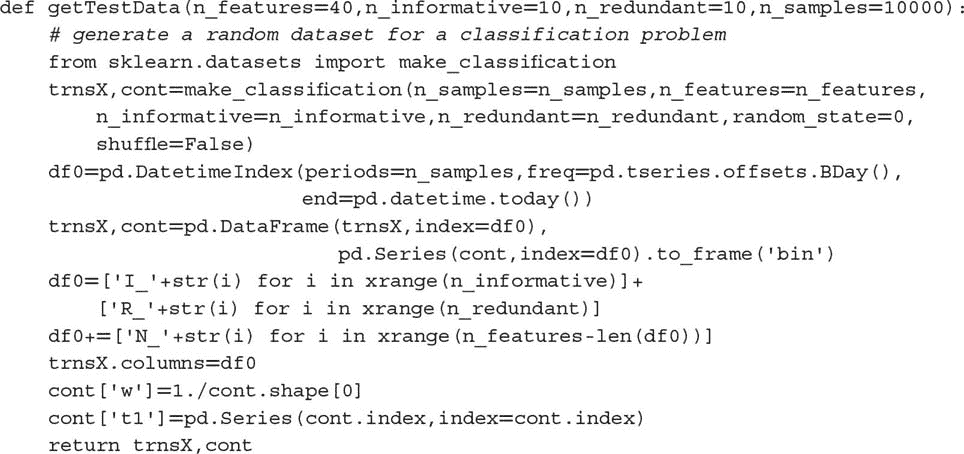 def getTestData(n_features=40,n_informative=10,n_redundant=10,n_samples=10000):
    # generate a random dataset for a classification problem
    from sklearn.datasets import make_classification
    trnsX,cont=make_classification(n_samples=n_samples,n_features=n_features,
        n_informative=n_informative,n_redundant=n_redundant,random_state=0,
        shuffle=False)
    df0=pd.DatetimeIndex(periods=n_samples,freq=pd.tseries.offsets.BDay(),
                         end=pd.datetime.today())
    trnsX,cont=pd.DataFrame(trnsX,index=df0),
                            pd.Series(cont,index=df0).to_frame('bin')
    df0=['I_'+str(i) for i in xrange(n_informative)]+
        ['R_'+str(i) for i in xrange(n_redundant)]
    df0+=['N_'+str(i) for i in xrange(n_features-len(df0))]
    trnsX.columns=df0
    cont['w']=1./cont.shape[0]
    cont['t1']=pd.Series(cont.index,index=cont.index)
    return trnsX,cont